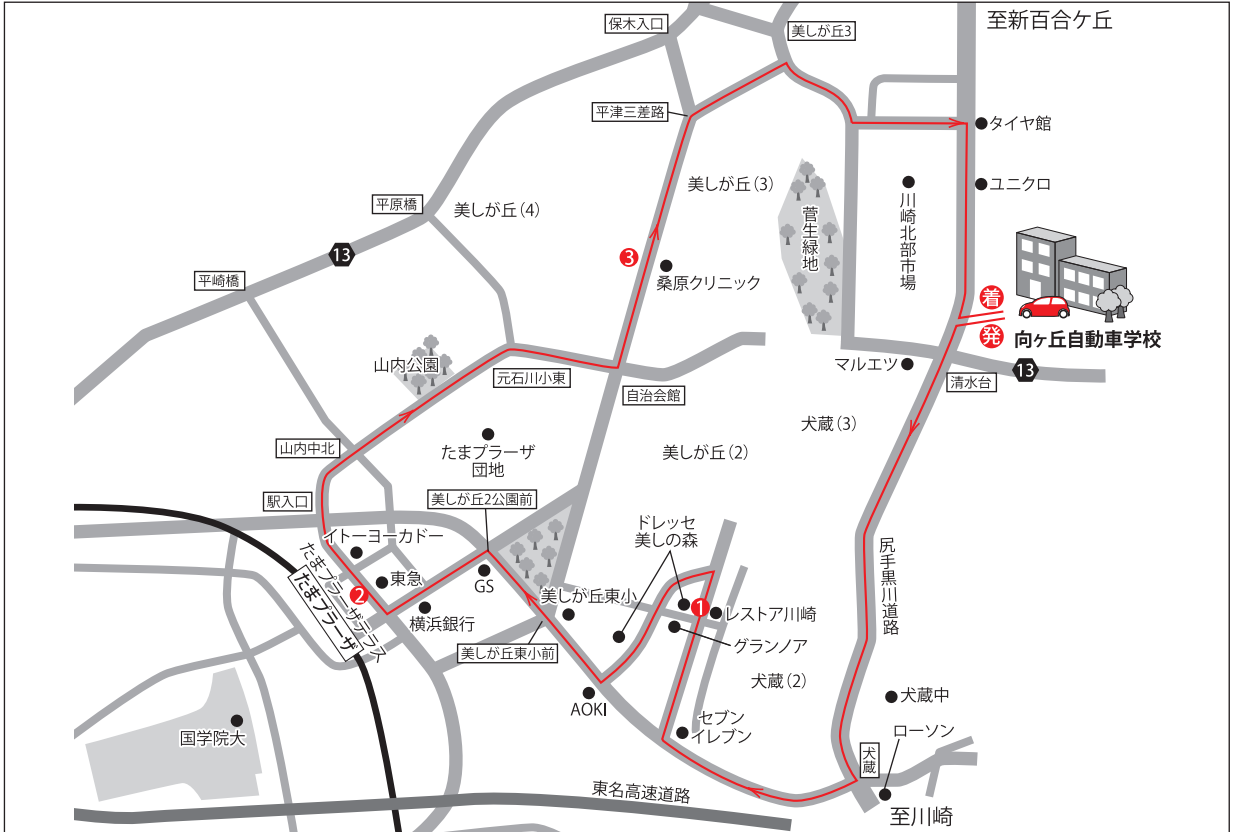 保木入口
美しが丘3
至新百合ケ丘
平津三差路
タイヤ館
美しが丘(3)
ユニクロ
川崎北部市場
菅生緑地
平原橋
美しが丘(4)
13
3
桑原クリニック
平崎橋
着
発
向ヶ丘自動車学校
山内公園
元石川小東
自治会館
マルエツ
清水台
13
犬蔵(3)
山内中北
たまプラーザ
団地
美しが丘(2)
駅入口
美しが丘2公園前
ドレッセ
美しの森
イトーヨーカドー
たまプラーザテラス
たまプラーザ
東急
GS
2
横浜銀行
美しが丘東小
1
レストア川崎
グランノア
尻手黒川道路
美しが丘東小前
犬蔵(2)
犬蔵中
AOKI
セブン
イレブン
ローソン
国学院大
犬蔵
東名高速道路
至川崎